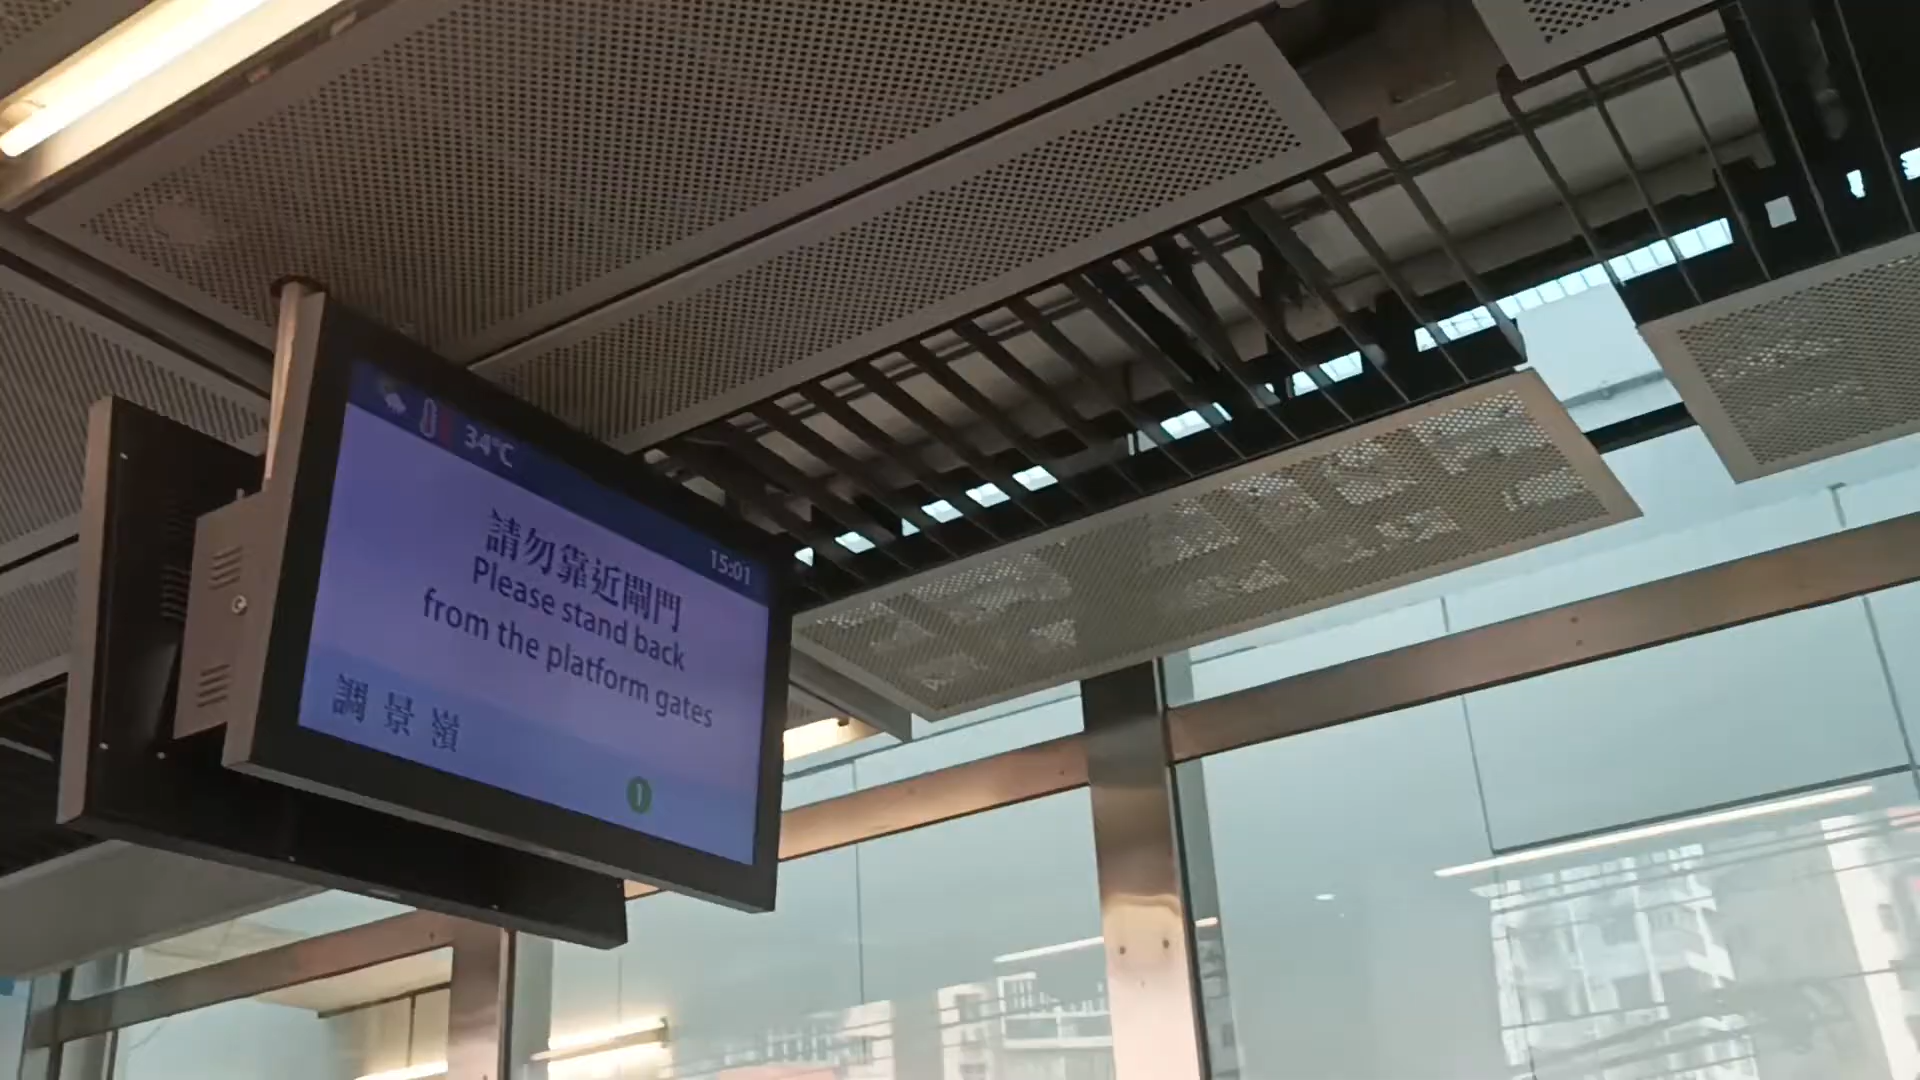 34°C
15:01
請勿靠近閘門
Please stand back
from the platform gates
調景嶺
1